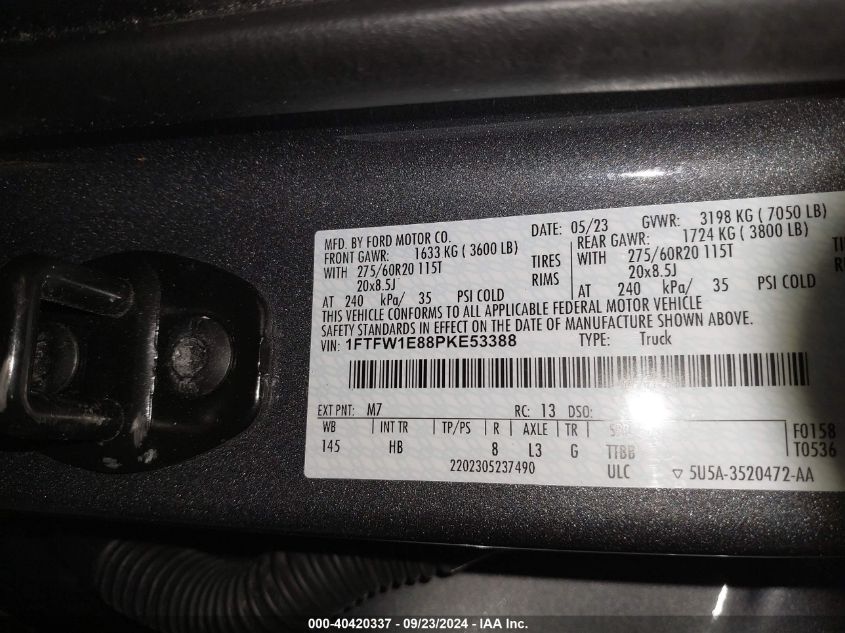 MFD. BY FORD MOTOR CO. DATE: 05/23 GVWR: 3198 KG ( 7050 LB)
FRONT GAWR: 1633 KG ( 3600 LB) REAR GAWR: 1724 KG ( 3800 LB)
WITH 275/60R20 115T TIRES WITH 275/60R20 115T
20x8.5J RIMS 20x8.5J
AT 240 kPa/ 35 PSI COLD AT 240 kPa/ 35 PSI COLD
THIS VEHICLE CONFORMS TO ALL APPLICABLE FEDERAL MOTOR VEHICLE
SAFETY STANDARDS IN EFFECT ON THE DATE OF MANUFACTURE SHOWN ABOVE.
VIN: 1FTFW1E88PKE53388 TYPE: Truck
EXT PNT: M7 RC: 13 DSO:
WB INT TR TP/PS R AXLE TR F0158
145 HB 8 L3 G TTBB T0536
2202305237490 ULC ▽ 5U5A-3520472-AA
000-40420337 - 09/23/2024 - IAA Inc.